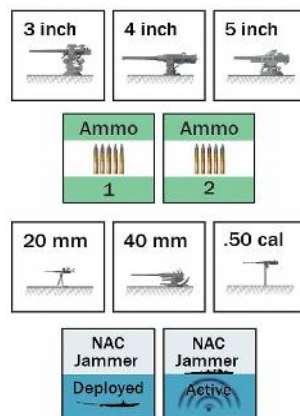 3 inch 4 inch 5 inch
Ammo Ammo
1 2
20 mm 40 mm .50 cal
NAC NAC
Jammer Jammer
Deployed Active